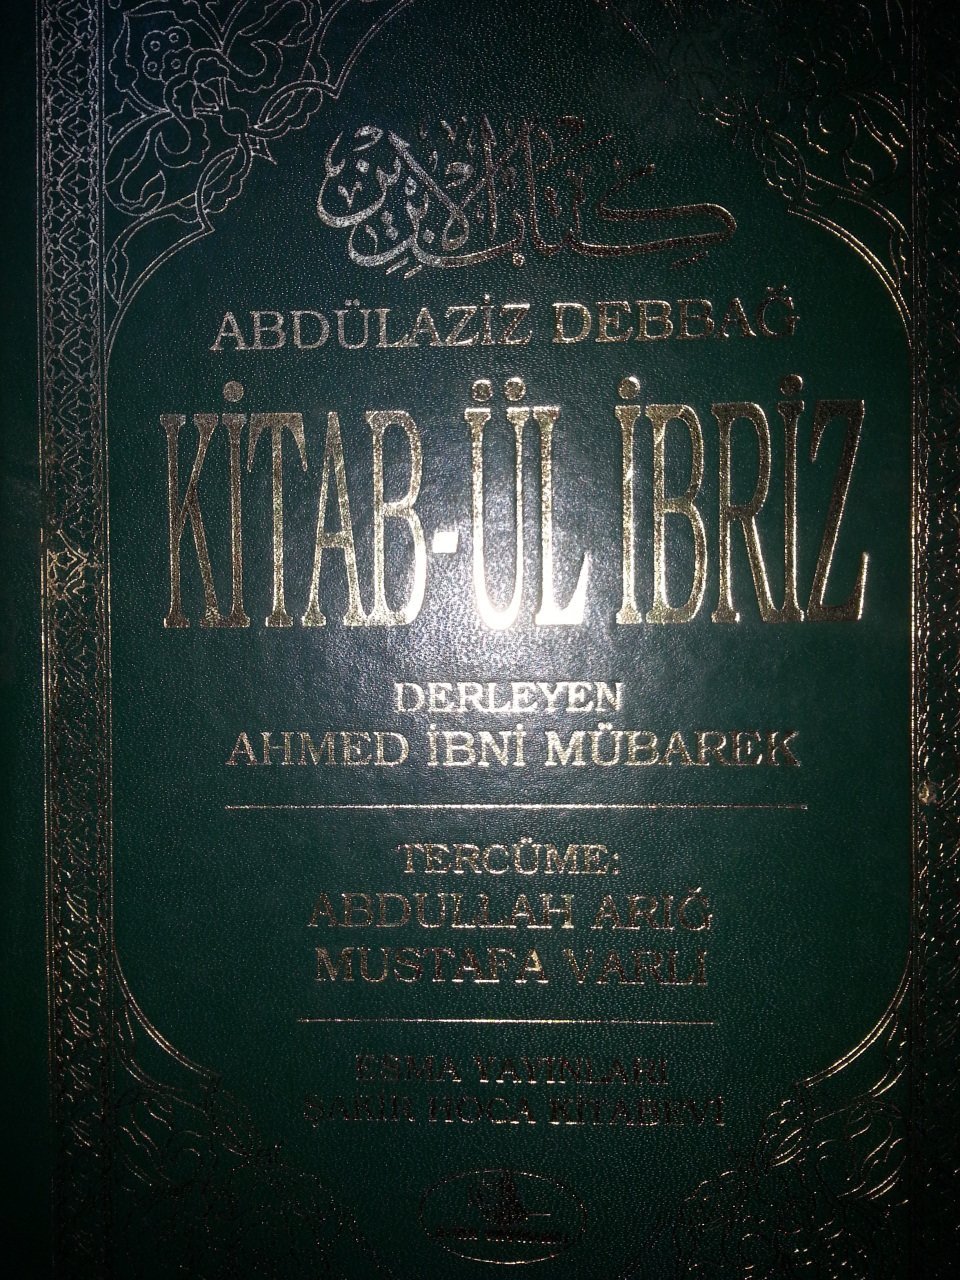 كتاب الابريز
ABDÜLAZİZ DEBBAĞ
KİTAB-ÜL İBRİZ
DERLEYEN
AHMED İBNİ MÜBAREK
TERCÜME:
ABDULLAH ARIĞ
MUSTAFA VARLI
ESMA YAYINLARI
ŞAKİR HOCA KİTABEVİ